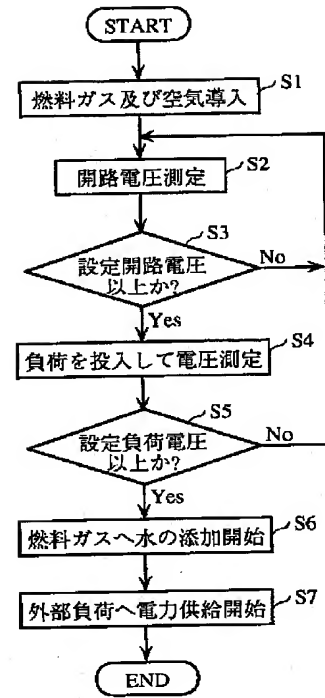 START
S1
燃料ガス及び空気導入
S2
開路電圧測定
S3
設定開路電圧
以上か?
No
Yes
S4
負荷を投入して電圧測定
S5
設定負荷電圧
以上か?
No
Yes
S6
燃料ガスへ水の添加開始
S7
外部負荷へ電力供給開始
END